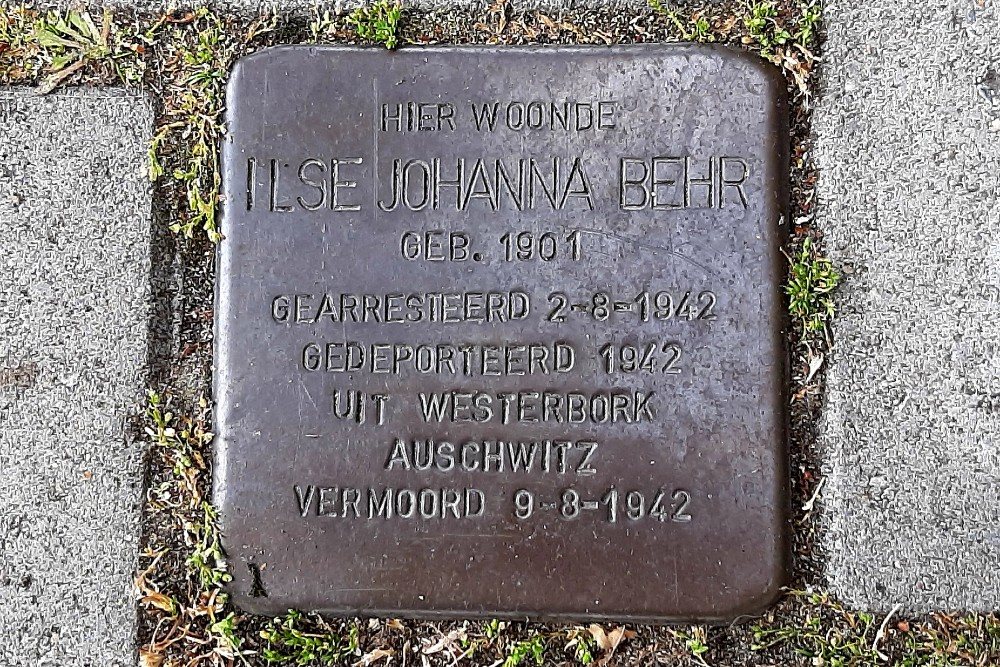 HIER WOONDE
ILSE JOHANNA BEHR
GEB. 1901
GEARRESTEERD 2-8-1942
GEDEPORTEERD 1942
UIT WESTERBORK
AUSCHWITZ
VERMOORD 9-8-1942